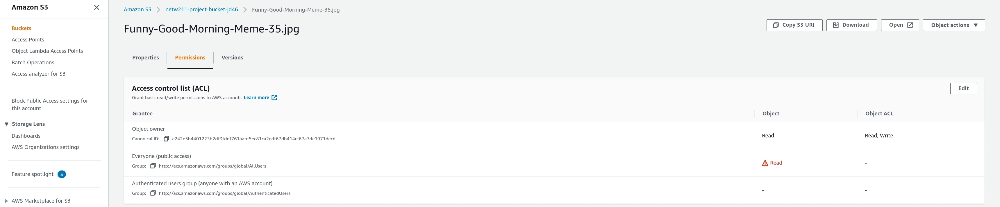 Amazon S3
Buckets
Access Points
Object Lambda Access Points
Batch Operations
Access analyzer for S3
Block Public Access settings for
this account
Storage Lens
Dashboards
AWS Organizations settings
Feature spotlight 3
AWS Marketplace for S3
Amazon S3 netw211-project-bucket-jd46 Funny-Good-Morning-Meme-35.jpg
Funny-Good-Morning-Meme-35.jpg
Copy S3 URI Download Open Object actions
Properties Permissions Versions
Access control list (ACL)
Edit
Grant basic read/write permissions to AWS accounts. Learn more
Grantee Object Object ACL
Object owner
Canonical ID: e242e5b4401223b2df3fddf761aabf5ec81ca2edf67db414cf67a7de1971decd
Read Read, Write
Everyone (public access)
Group: http://acs.amazonaws.com/groups/global/AllUsers
Read -
Authenticated users group (anyone with an AWS account)
Group: http://acs.amazonaws.com/groups/global/AuthenticatedUsers
- -